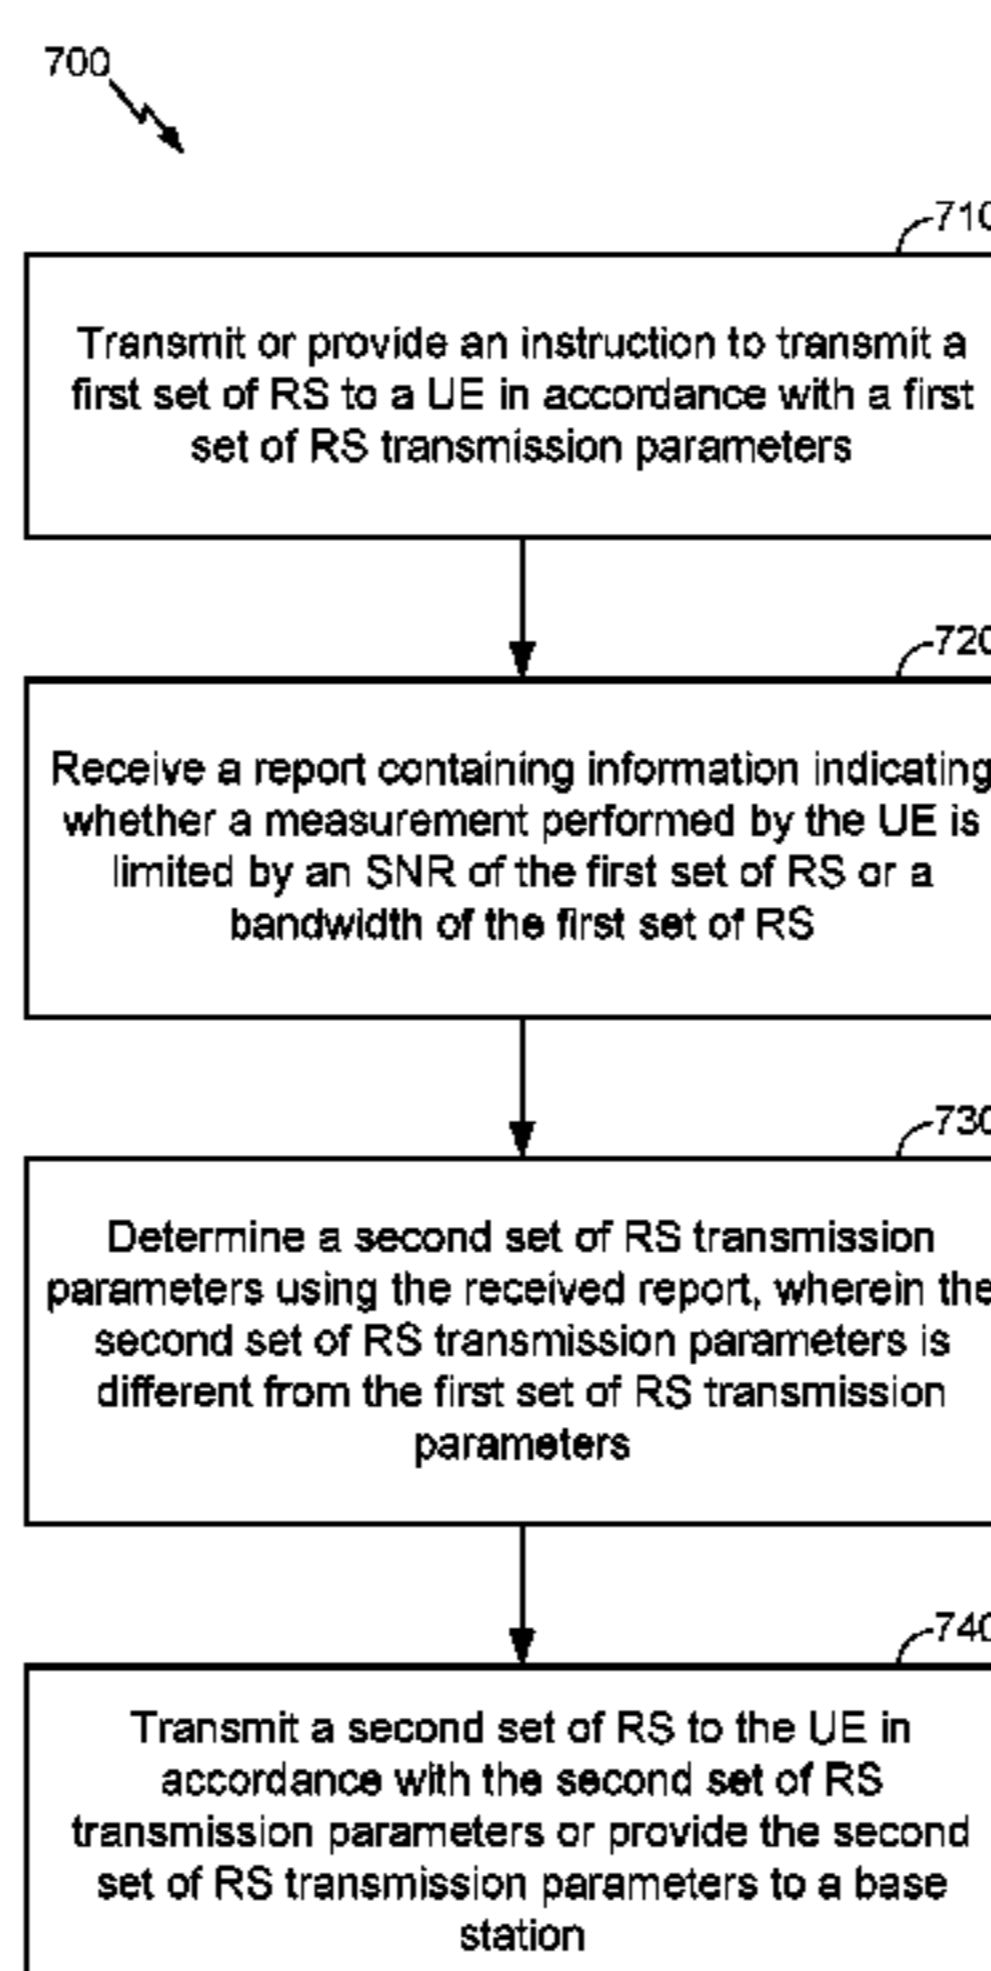 700
710
Transmit or provide an instruction to transmit a
first set of RS to a UE in accordance with a first
set of RS transmission parameters
720
Receive a report containing information indicating
whether a measurement performed by the UE is
limited by an SNR of the first set of RS or a
bandwidth of the first set of RS
730
Determine a second set of RS transmission
parameters using the received report, wherein the
second set of RS transmission parameters is
different from the first set of RS transmission
parameters
740
Transmit a second set of RS to the UE in
accordance with the second set of RS
transmission parameters or provide the second
set of RS transmission parameters to a base
station